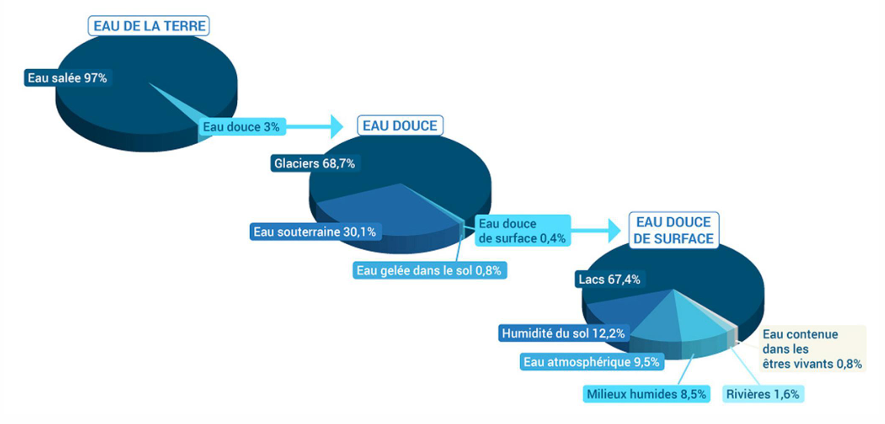 EAU DE LA TERRE
Eau salée 97%
Eau douce 3%
EAU DOUCE
Glaciers 68,7%
Eau souterraine 30,1%
Eau douce
de surface 0,4%
Eau gelée dans le sol 0,8%
EAU DOUCE
DE SURFACE
Lacs 67,4%
Humidité du sol 12,2%
Eau atmosphérique 9,5%
Milieux humides 8,5%
Rivières 1,6%
Eau contenue
dans les
êtres vivants 0,8%